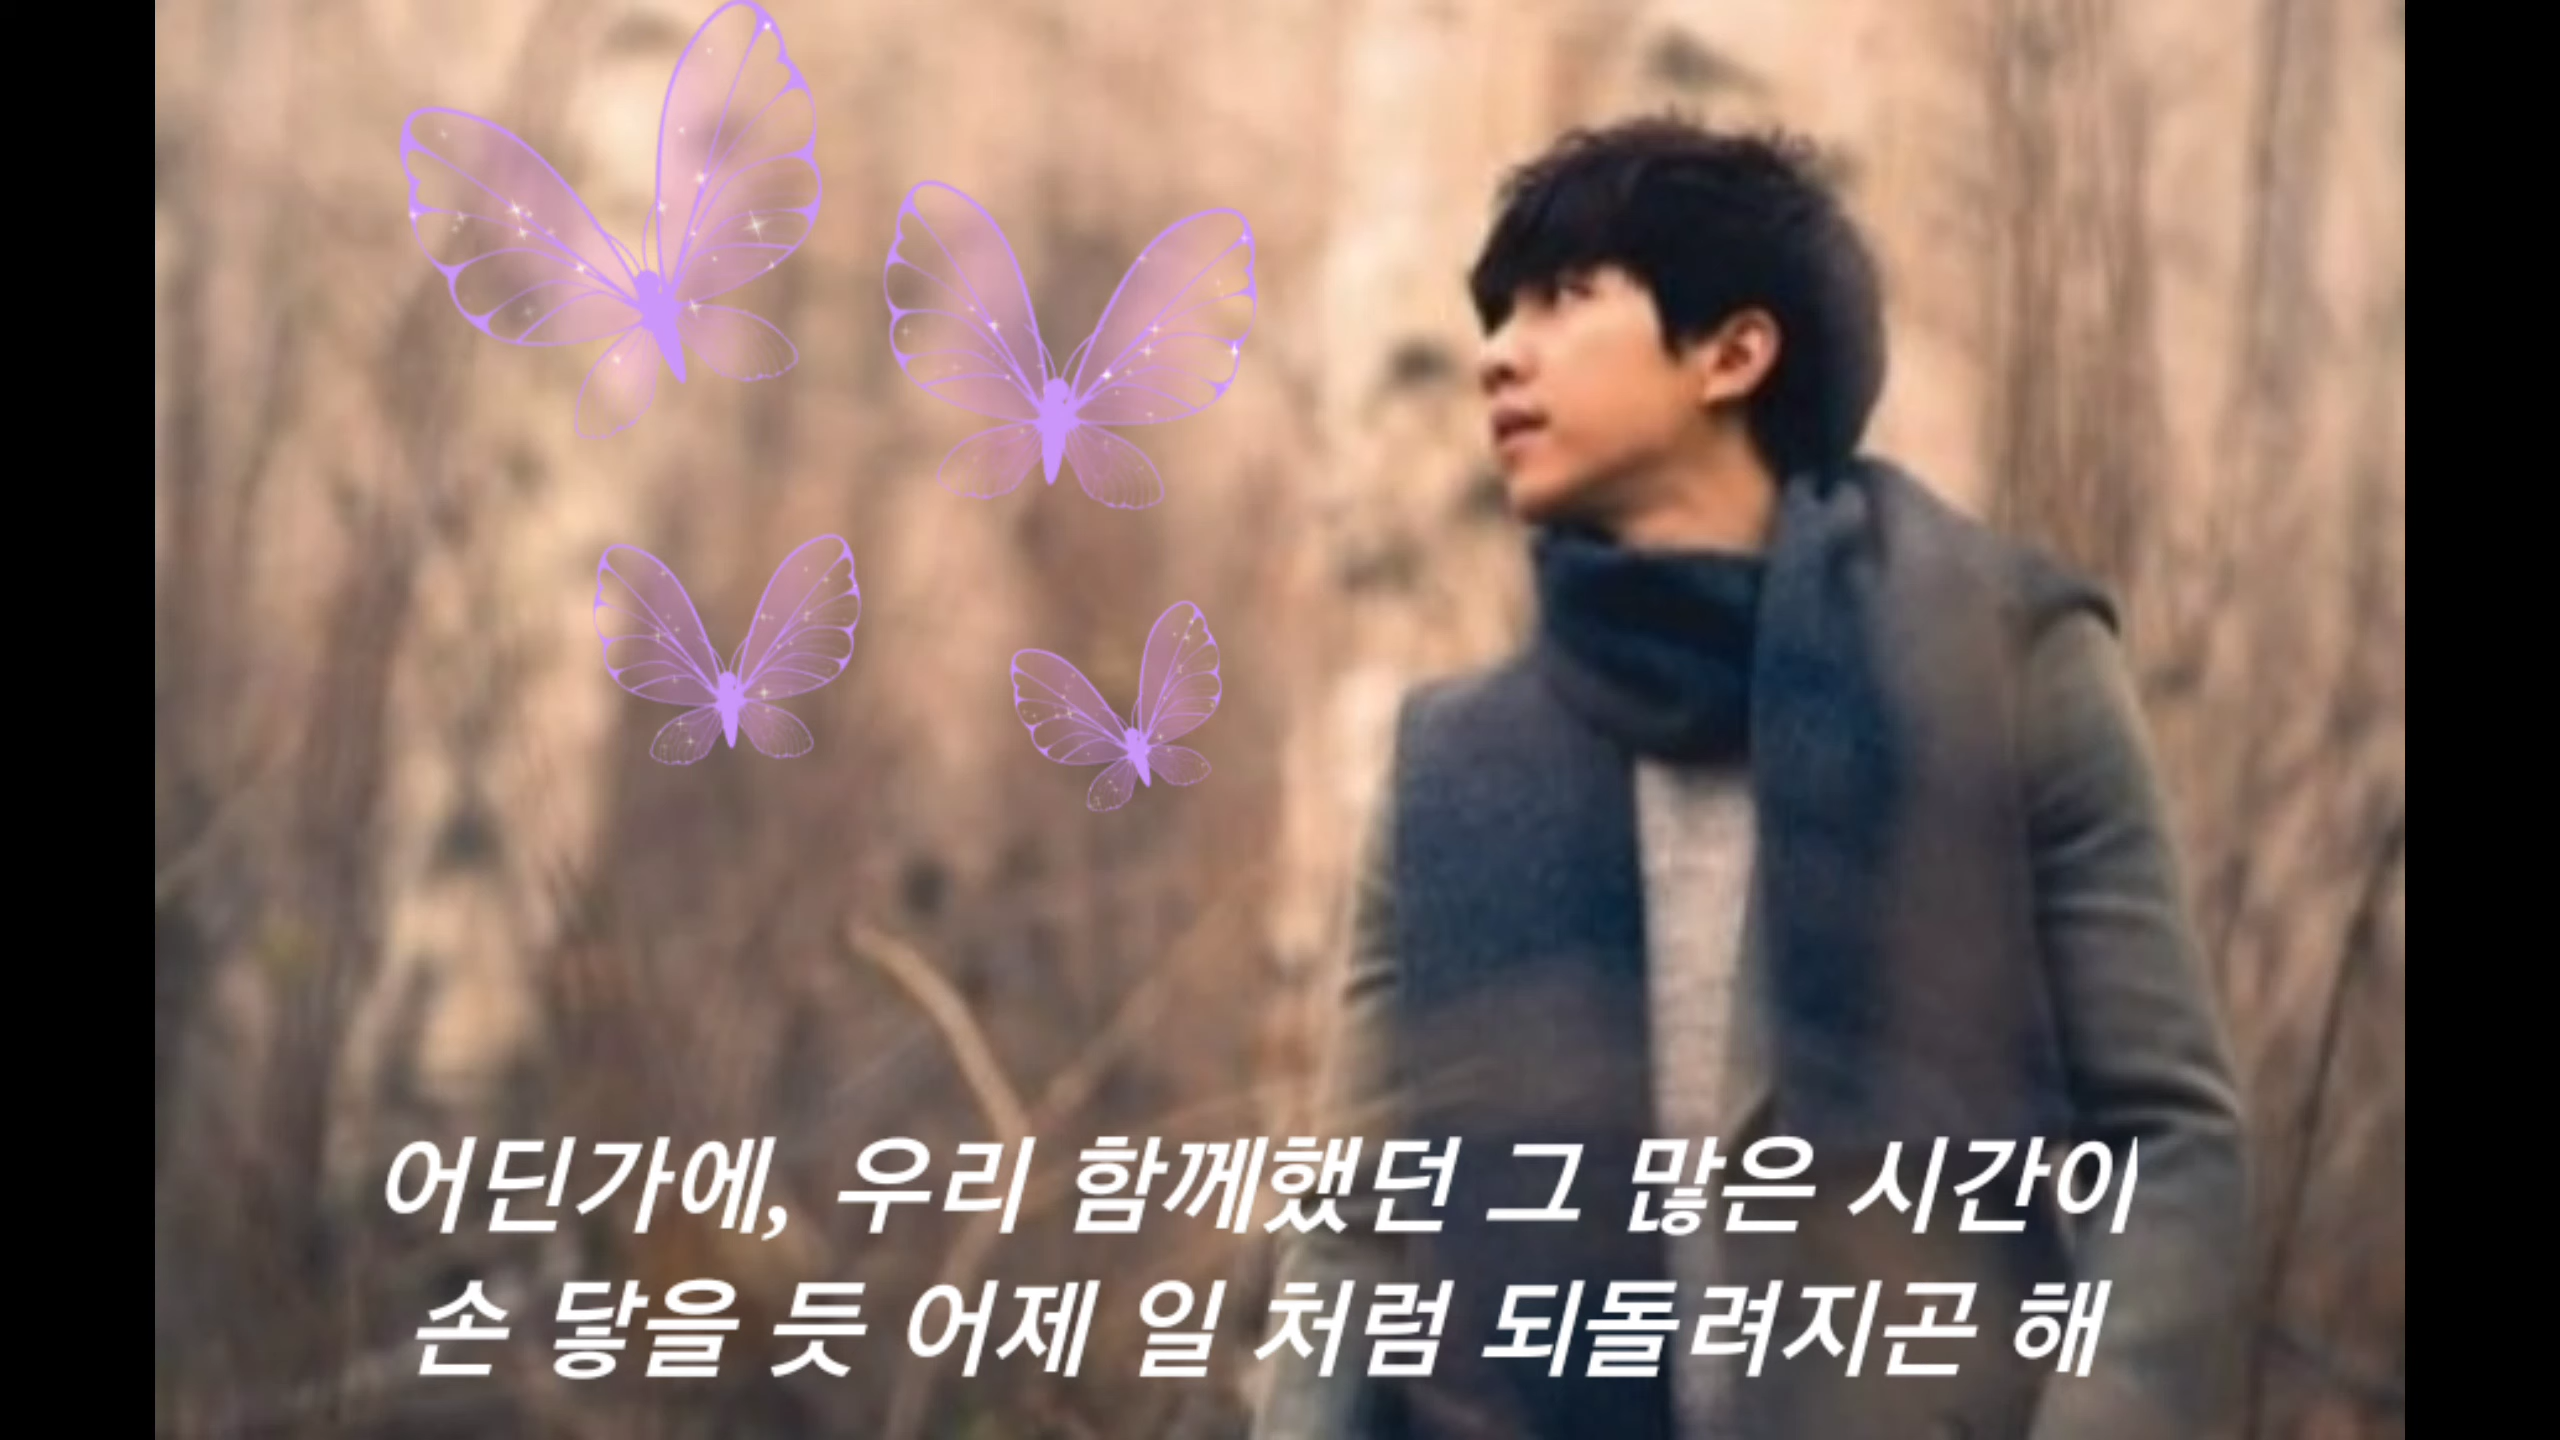 어딘가에, 우리 함께했던 그 많은 시간이
손 닿을 듯 어제 일 처럼 되돌려지곤 해